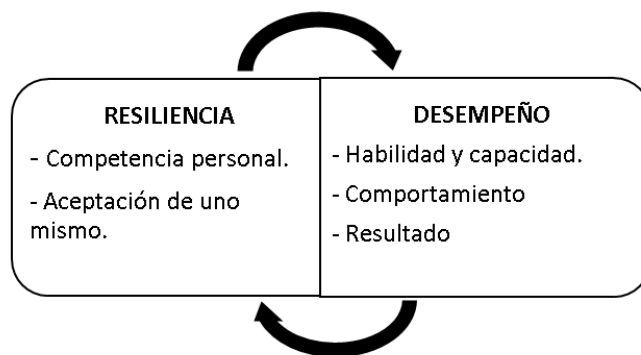 RESILIENCIA
- Competencia personal.
- Aceptación de uno
mismo.
DESEMPEÑO
- Habilidad y capacidad.
- Comportamiento
- Resultado